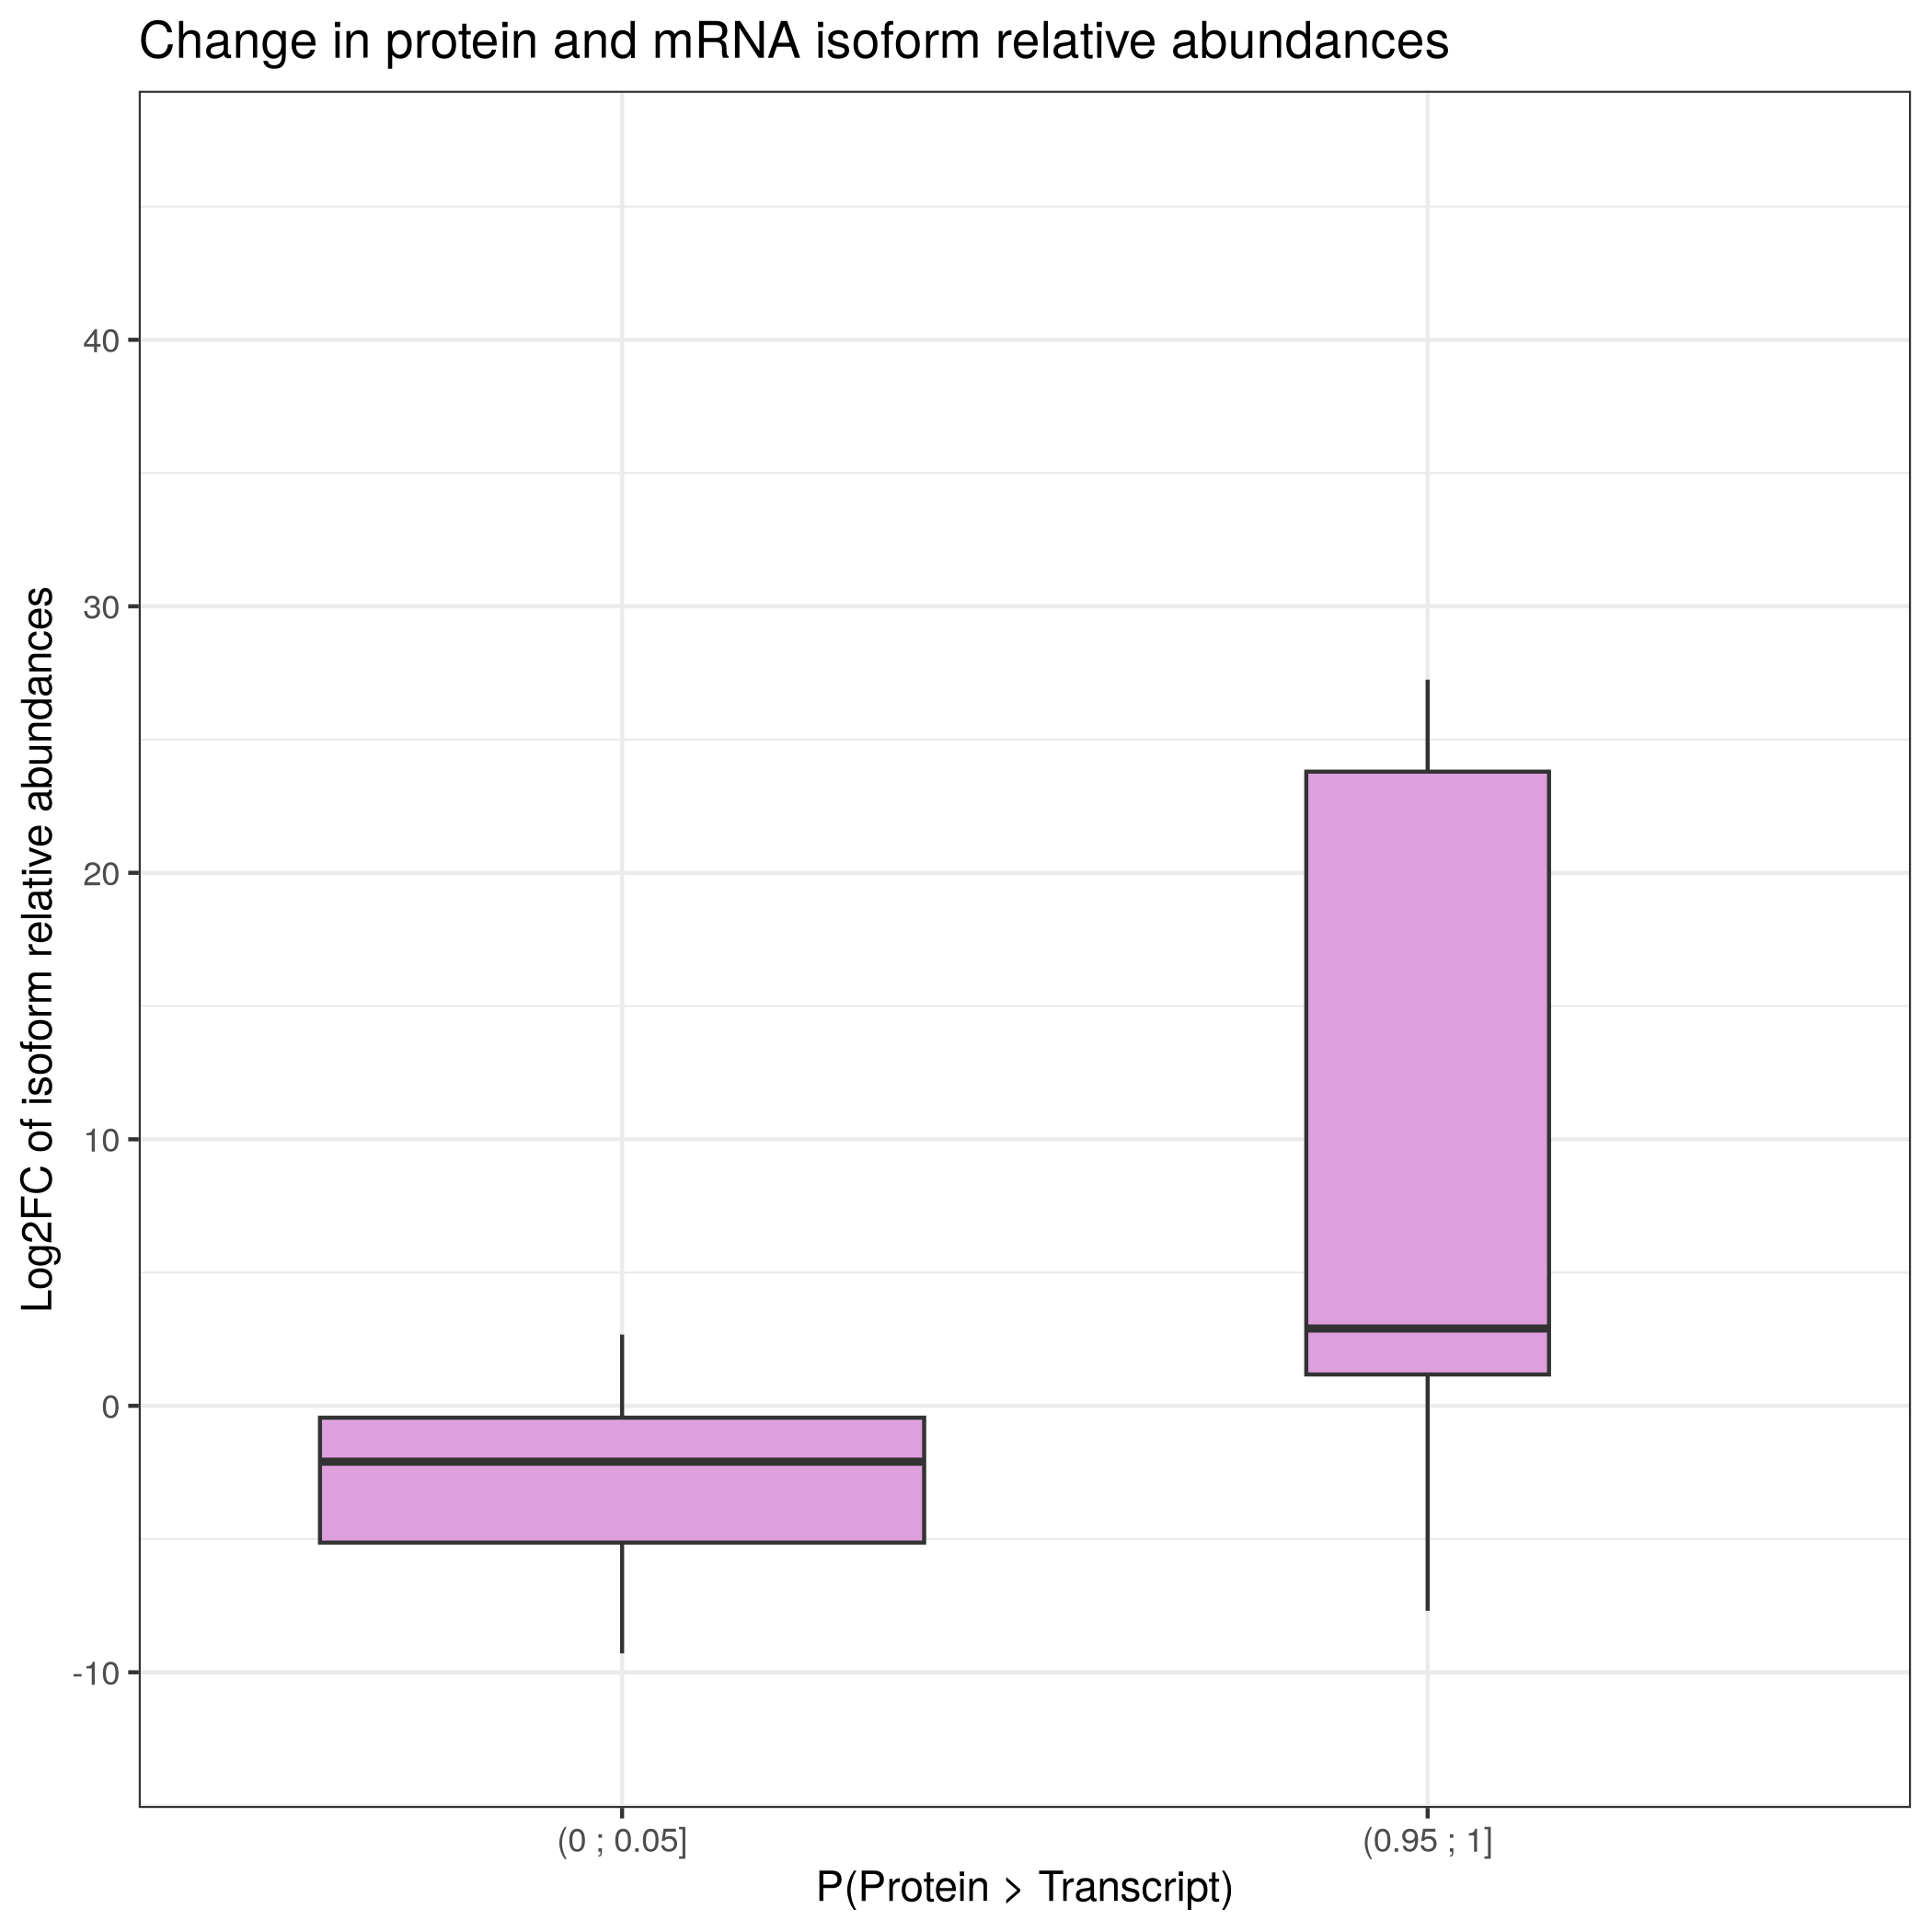 Change in protein and mRNA isoform relative abundances
Log2FC of isoform relative abundances
40
30
20
10
0
-10
(0 ; 0.05]
(0.95 ; 1]
P(Protein > Transcript)